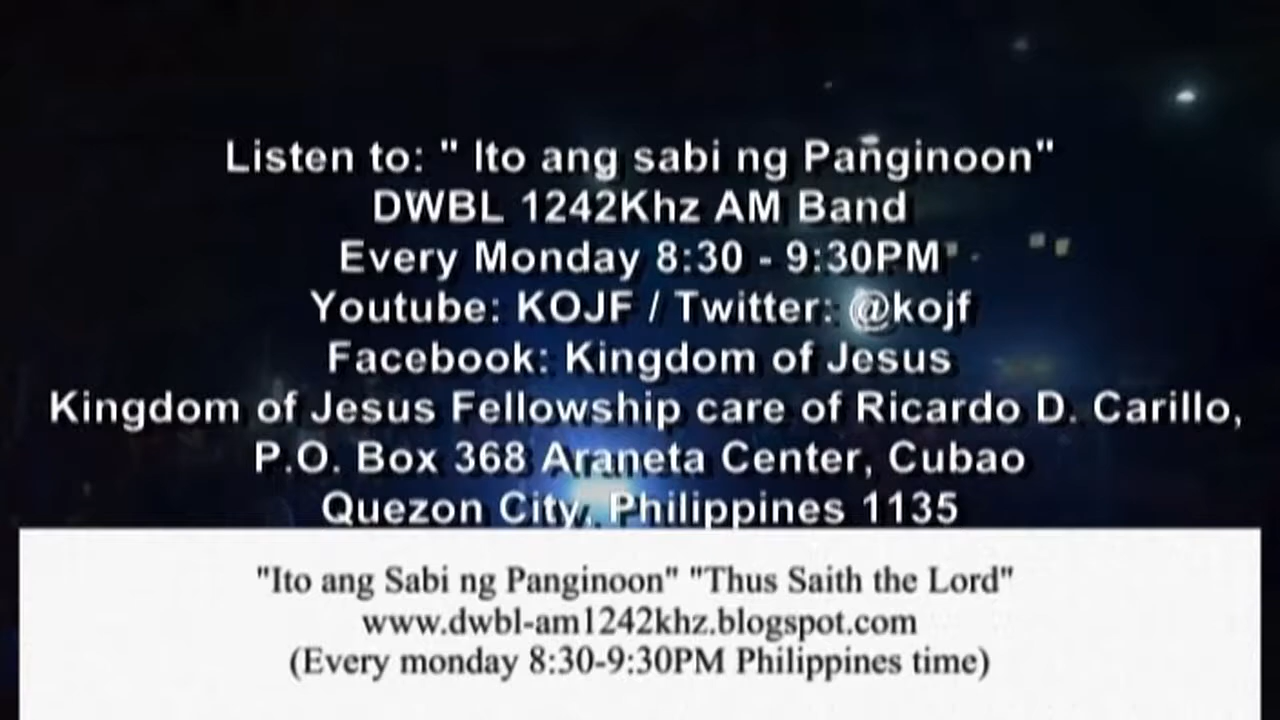 Listen to: " Ito ang sabi ng Panginoon"
DWBL 1242Khz AM Band
Every Monday 8:30 - 9:30PM
Youtube: KOJF / Twitter: @kojf
Facebook: Kingdom of Jesus
Kingdom of Jesus Fellowship care of Ricardo D. Carillo,
P.O. Box 368 Araneta Center, Cubao
Quezon City, Philippines 1135
"Ito ang Sabi ng Panginoon" "Thus Saith the Lord"
www.dwbl-am1242khz.blogspot.com
(Every monday 8:30-9:30PM Philippines time)